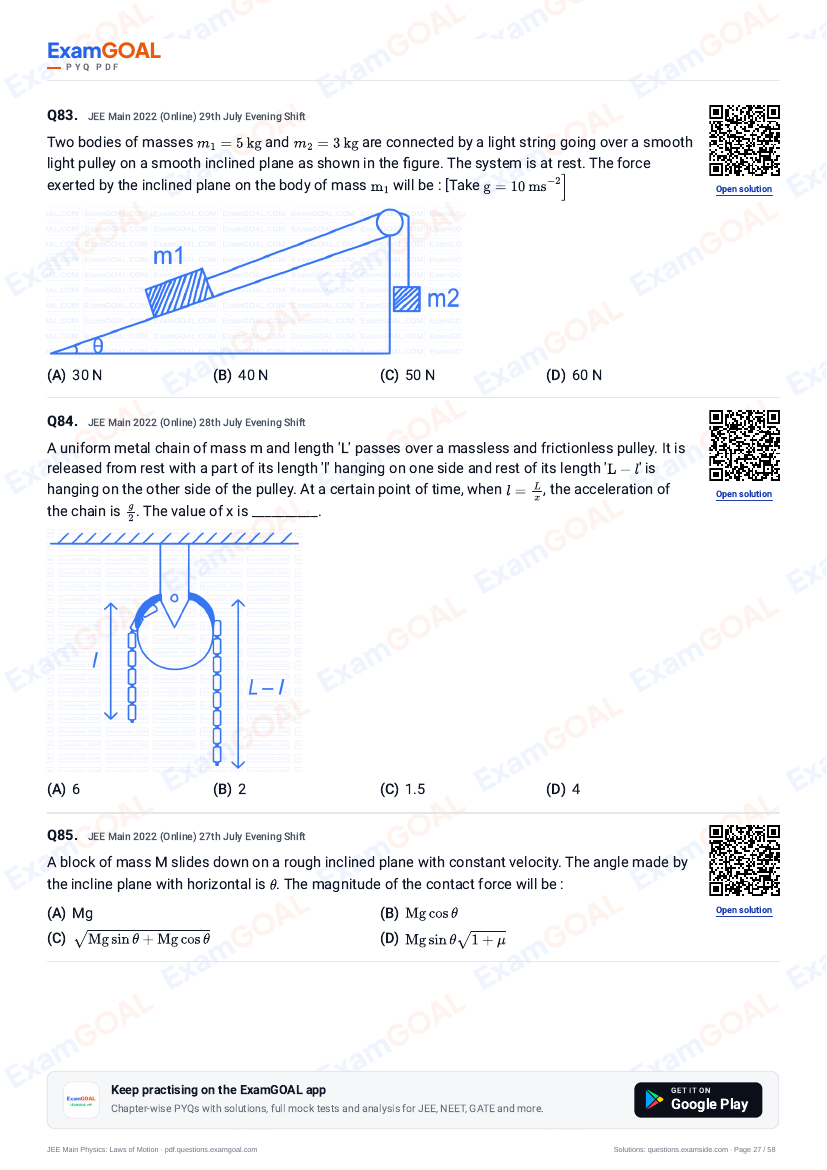 ExamGOAL
PYQ PDF
Q83. JEE Main 2022 (Online) 29th July Evening Shift
Two bodies of masses m₁ = 5 kg and m₂ = 3 kg are connected by a light string going over a smooth
light pulley on a smooth inclined plane as shown in the figure. The system is at rest. The force
exerted by the inclined plane on the body of mass m₁ will be : [Take g = 10 ms⁻²]
Open solution
m1
m2
θ
(A) 30 N (B) 40 N (C) 50 N (D) 60 N
Q84. JEE Main 2022 (Online) 28th July Evening Shift
A uniform metal chain of mass m and length 'L' passes over a massless and frictionless pulley. It is
released from rest with a part of its length 'l' hanging on one side and rest of its length 'L − l' is
hanging on the other side of the pulley. At a certain point of time, when l = L/x, the acceleration of
the chain is g/2. The value of x is __________.
Open solution
l
L – l
(A) 6 (B) 2 (C) 1.5 (D) 4
Q85. JEE Main 2022 (Online) 27th July Evening Shift
A block of mass M slides down on a rough inclined plane with constant velocity. The angle made by
the incline plane with horizontal is θ. The magnitude of the contact force will be :
Open solution
(A) Mg (B) Mg cos θ
(C) √(Mg sin θ + Mg cos θ) (D) Mg sin θ√(1 + μ)
Keep practising on the ExamGOAL app
Chapter-wise PYQs with solutions, full mock tests and analysis for JEE, NEET, GATE and more.
GET IT ON
Google Play
JEE Main Physics: Laws of Motion · pdf.questions.examgoal.com
Solutions: questions.examside.com · Page 27 / 58